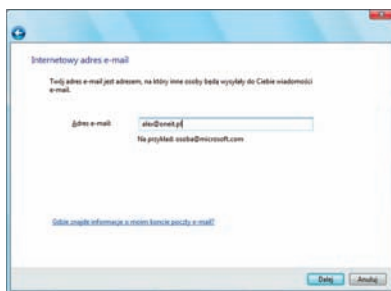 Internetowy adres e-mail
Twój adres e-mail jest adresem, na który inne osoby będą wysyłały do Ciebie wiadomości
e-mail.
Adres e-mail: alex@oneit.pl
Na przykład: osoba@microsoft.com
Gdzie znajdę informacje o moim koncie poczty e-mail?
Dalej Anuluj